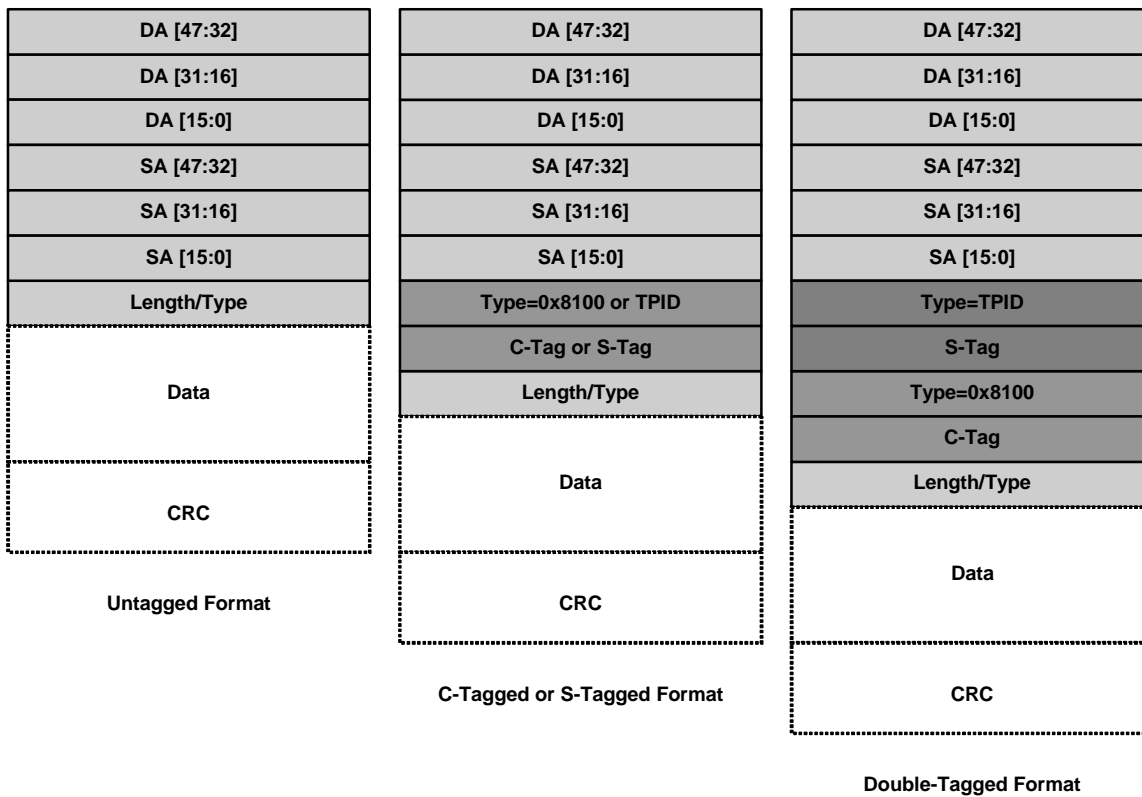 DA [47:32]
DA [31:16]
DA [15:0]
SA [47:32]
SA [31:16]
SA [15:0]
Length/Type
Data
CRC
Untagged Format
DA [47:32]
DA [31:16]
DA [15:0]
SA [47:32]
SA [31:16]
SA [15:0]
Type=0x8100 or TPID
C-Tag or S-Tag
Length/Type
Data
CRC
C-Tagged or S-Tagged Format
DA [47:32]
DA [31:16]
DA [15:0]
SA [47:32]
SA [31:16]
SA [15:0]
Type=TPID
S-Tag
Type=0x8100
C-Tag
Length/Type
Data
CRC
Double-Tagged Format